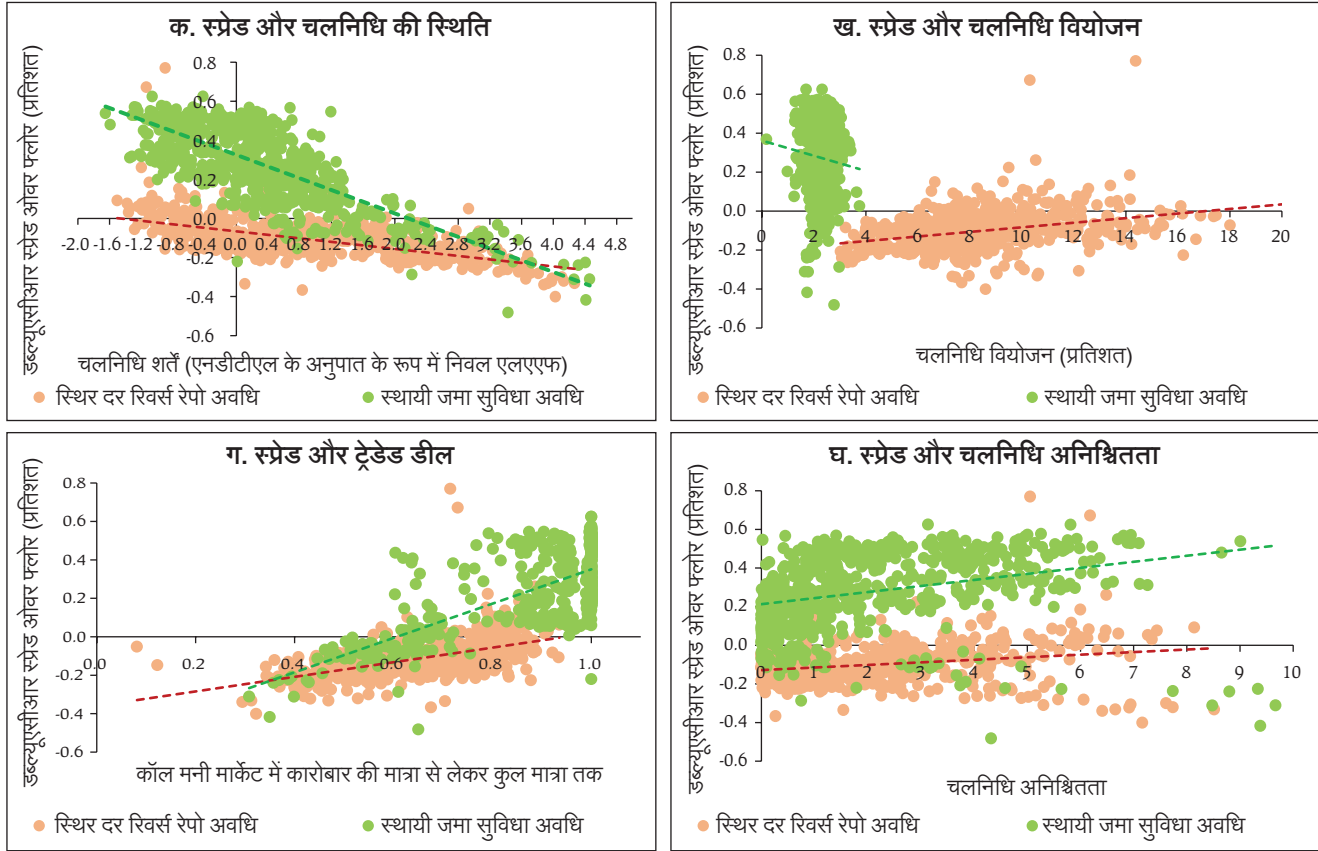 क. स्प्रेड और चलनिधि की स्थिति
डब्ल्यूएसीआर स्प्रेड ओवर फ्लोर (प्रतिशत)
0.8
0.6
0.4
0.2
0.0
-0.2
-0.4
-0.6
-2.0 -1.6 -1.2 -0.8 -0.4 0.0 0.4 0.8 1.2 1.6 2.0 2.4 2.8 3.2 3.6 4.0 4.4 4.8
चलनिधि शर्तें (एनडीटीएल के अनुपात के रूप में निवल एलएएफ)
स्थिर दर रिवर्स रेपो अवधि स्थायी जमा सुविधा अवधि
ख. स्प्रेड और चलनिधि वियोजन
डब्ल्यूएसीआर स्प्रेड ओवर फ्लोर (प्रतिशत)
0.8
0.6
0.4
0.2
0.0
-0.2
-0.4
-0.6
0 2 4 6 8 10 12 14 16 18 20
चलनिधि वियोजन (प्रतिशत)
स्थिर दर रिवर्स रेपो अवधि स्थायी जमा सुविधा अवधि
ग. स्प्रेड और ट्रेडेड डील
डब्ल्यूएसीआर स्प्रेड ओवर फ्लोर (प्रतिशत)
0.8
0.6
0.4
0.2
0.0
-0.2
-0.4
-0.6
0.0 0.2 0.4 0.6 0.8 1.0
कॉल मनी मार्केट में कारोबार की मात्रा से लेकर कुल मात्रा तक
स्थिर दर रिवर्स रेपो अवधि स्थायी जमा सुविधा अवधि
घ. स्प्रेड और चलनिधि अनिश्चितता
डब्ल्यूएसीआर स्प्रेड ओवर फ्लोर (प्रतिशत)
0.8
0.6
0.4
0.2
0.0
-0.2
-0.4
-0.6
0 1 2 3 4 5 6 7 8 9 10
चलनिधि अनिश्चितता
स्थिर दर रिवर्स रेपो अवधि स्थायी जमा सुविधा अवधि